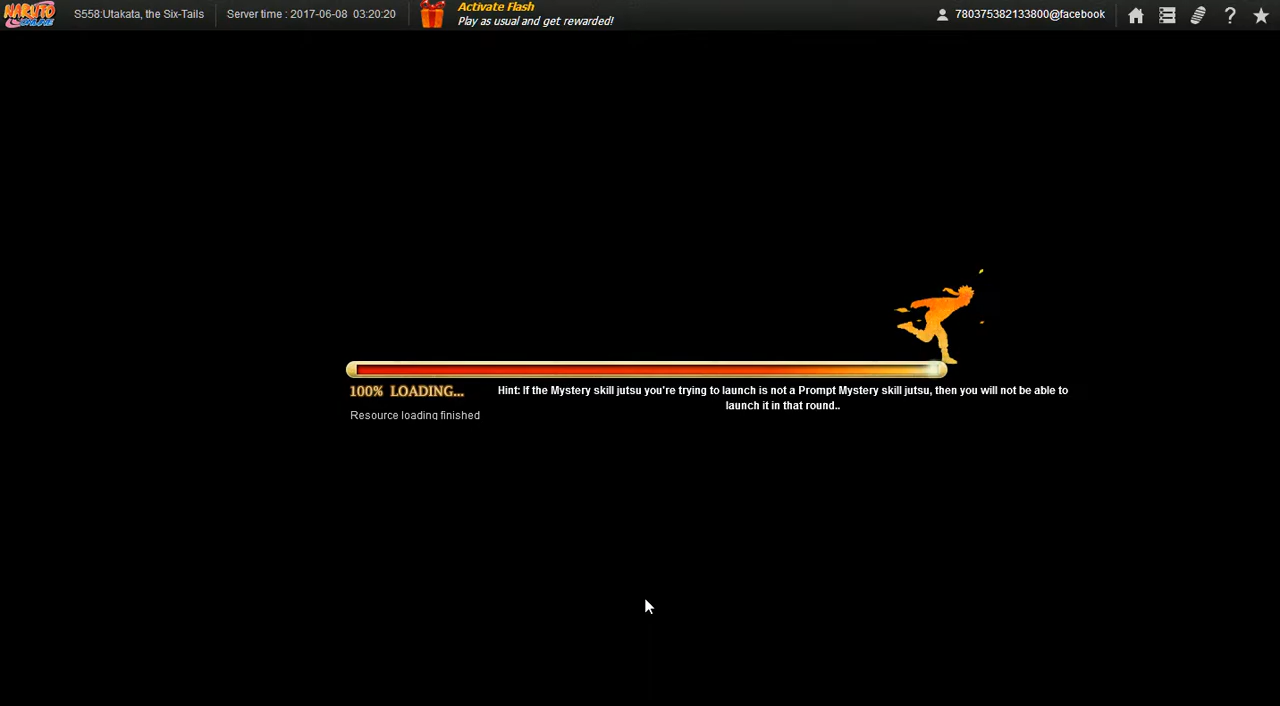 NARUTO
ONLINE
S558:Utakata, the Six-Tails
Server time : 2017-06-08 03:20:20
Activate Flash
Play as usual and get rewarded!
780375382133800@facebook
?
100% LOADING...
Hint: If the Mystery skill jutsu you're trying to launch is not a Prompt Mystery skill jutsu, then you will not be able to
launch it in that round..
Resource loading finished